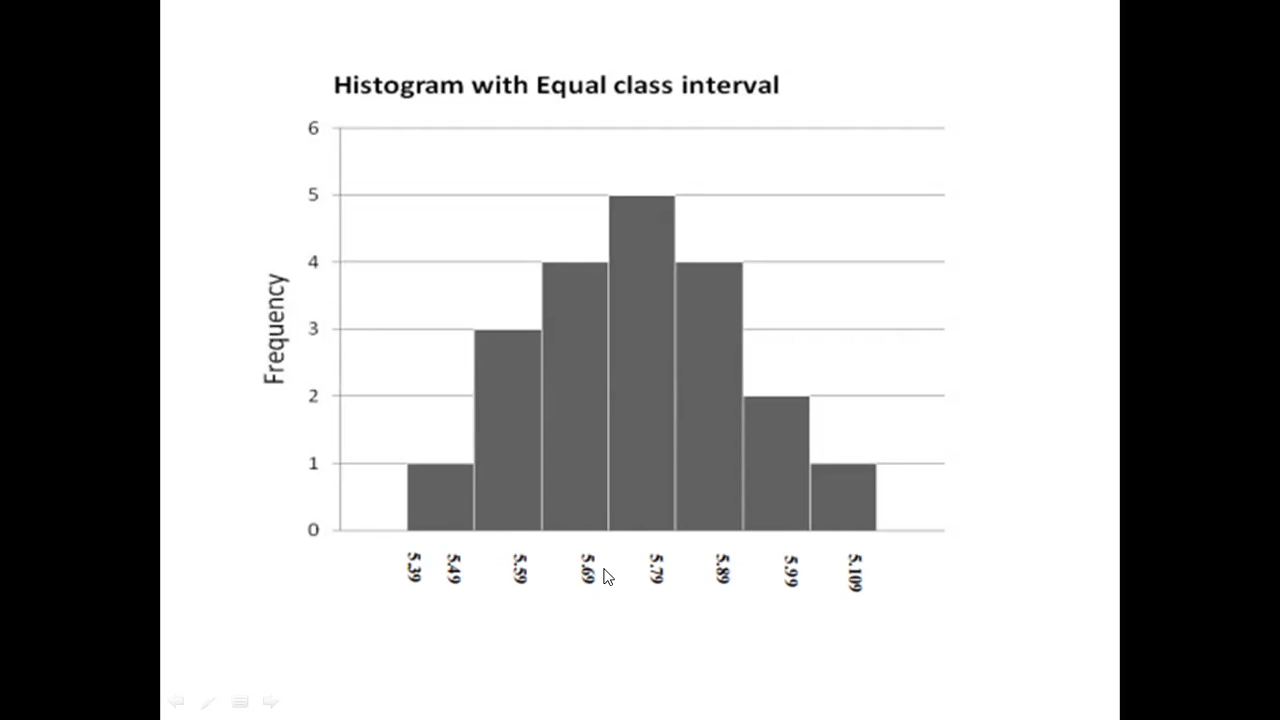 Histogram with Equal class interval
6
5
4
3
2
1
0
Frequency
5.39 5.49 5.59 5.69 5.79 5.89 5.99 5.109